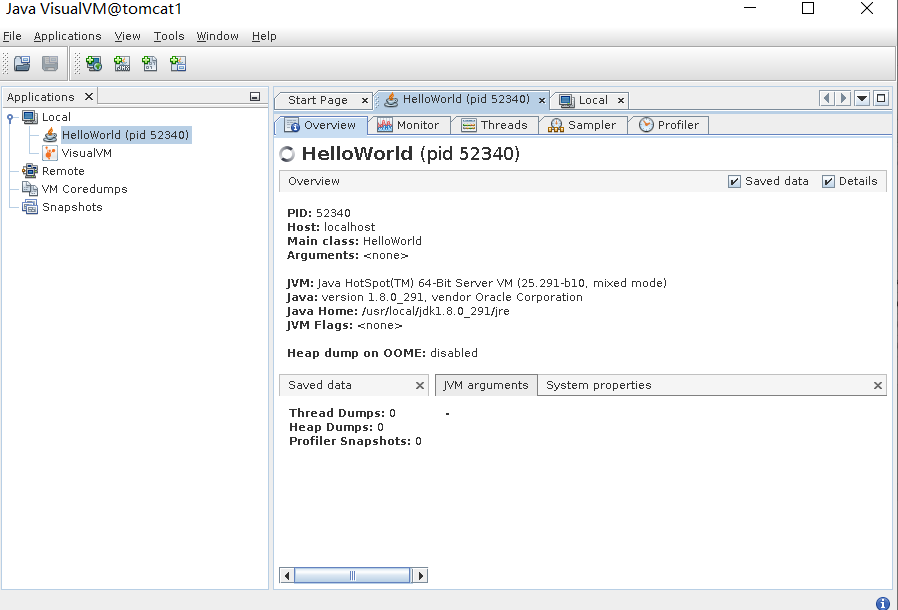 Java VisualVM@tomcat1
File Applications View Tools Window Help
Applications
Local
HelloWorld (pid 52340)
VisualVM
Remote
VM Coredumps
Snapshots
Start Page HelloWorld (pid 52340) Local
Overview Monitor Threads Sampler Profiler
HelloWorld (pid 52340)
Overview Saved data Details
PID: 52340
Host: localhost
Main class: HelloWorld
Arguments: <none>
JVM: Java HotSpot(TM) 64-Bit Server VM (25.291-b10, mixed mode)
Java: version 1.8.0_291, vendor Oracle Corporation
Java Home: /usr/local/jdk1.8.0_291/jre
JVM Flags: <none>
Heap dump on OOME: disabled
Saved data
JVM arguments System properties
Thread Dumps: 0
Heap Dumps: 0
Profiler Snapshots: 0
-